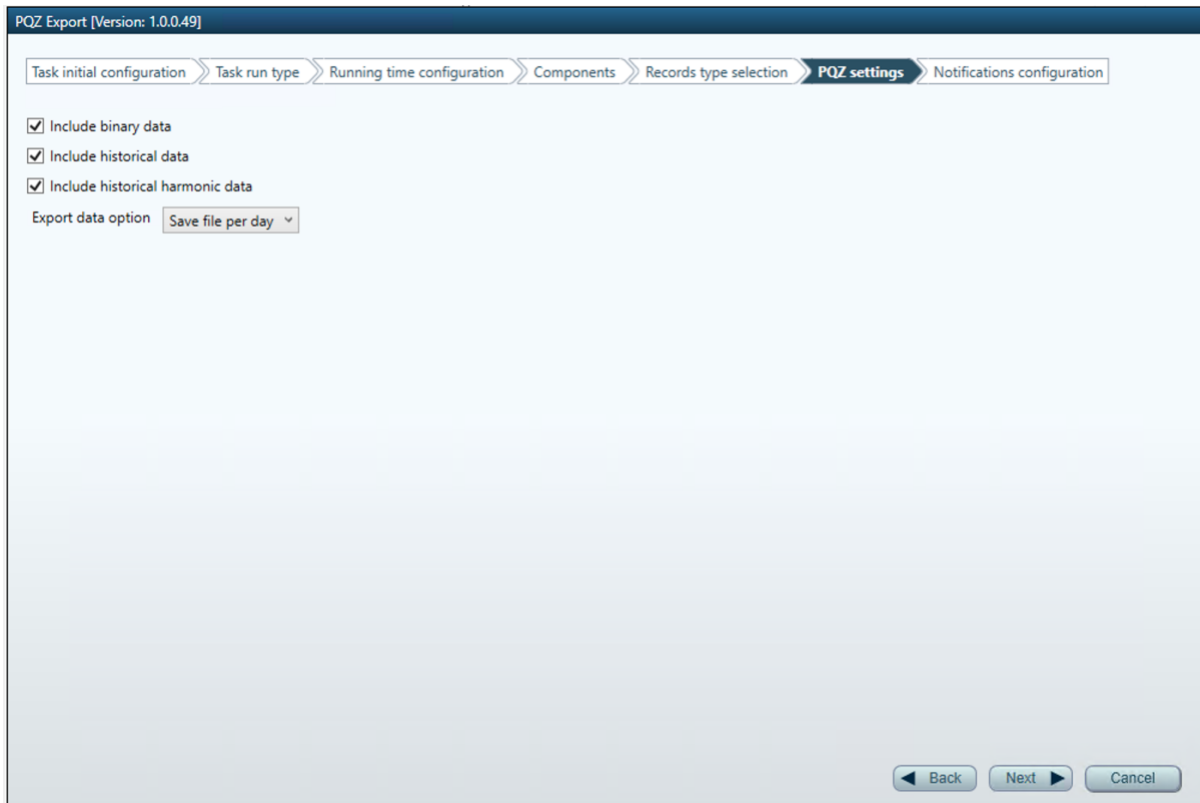 PQZ Export [Version: 1.0.0.49]
Task initial configuration Task run type Running time configuration Components Records type selection PQZ settings Notifications configuration
Include binary data
Include historical data
Include historical harmonic data
Export data option Save file per day
Back Next Cancel